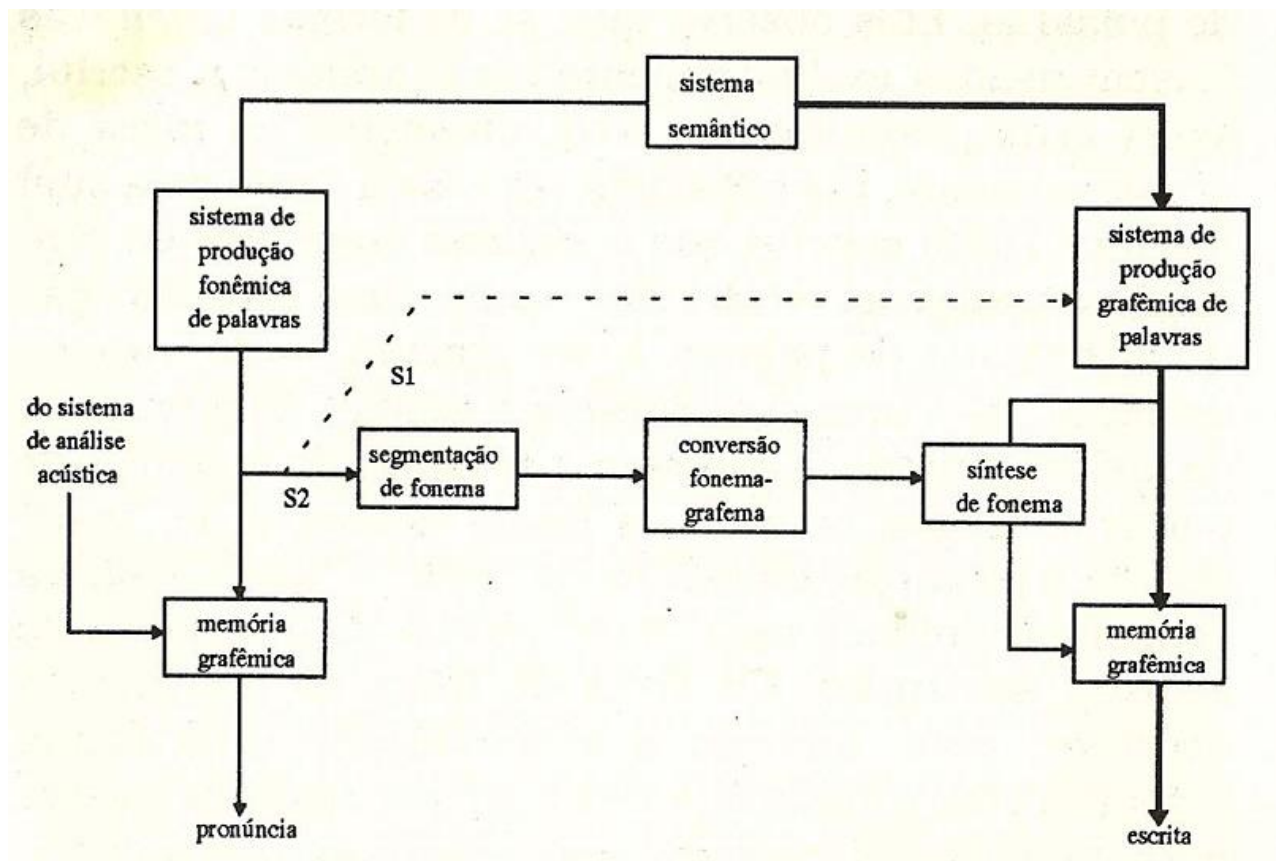 sistema
semântico
sistema de
produção
fonêmica
de palavras
sistema de
produção
grafêmica de
palavras
S1
do sistema
de análise
acústica
segmentação
de fonema
conversão
fonema-
grafema
síntese
de fonema
S2
memória
grafêmica
memória
grafêmica
pronúncia
escrita